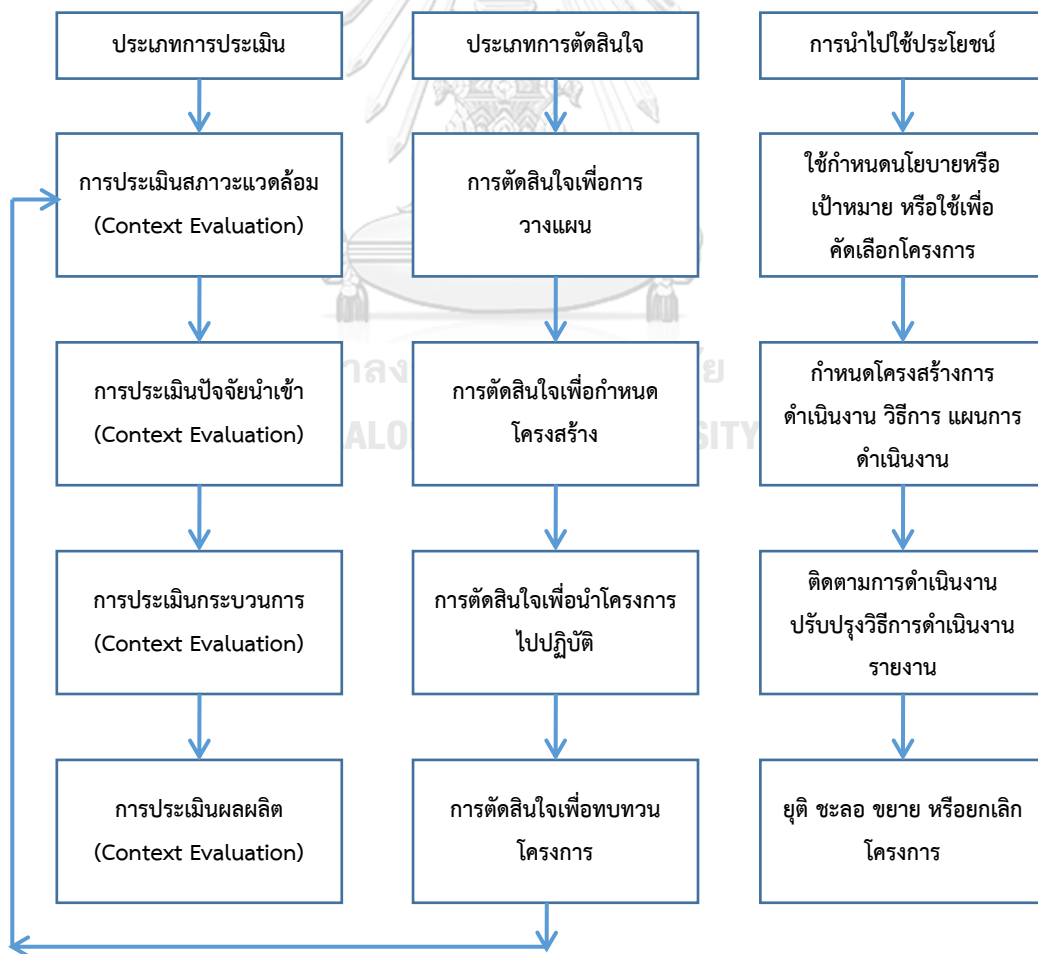 ประเภทการประเมิน
ประเภทการตัดสินใจ
การนำไปใช้ประโยชน์
การประเมินสภาวะแวดล้อม
(Context Evaluation)
การตัดสินใจเพื่อการ
วางแผน
ใช้กำหนดนโยบายหรือ
เป้าหมาย หรือใช้เพื่อ
คัดเลือกโครงการ
การประเมินปัจจัยนำเข้า
(Context Evaluation)
การตัดสินใจเพื่อกำหนด
โครงสร้าง
กำหนดโครงสร้างการ
ดำเนินงาน วิธีการ แผนการ
ดำเนินงาน
การประเมินกระบวนการ
(Context Evaluation)
การตัดสินใจเพื่อนำโครงการ
ไปปฏิบัติ
ติดตามการดำเนินงาน
ปรับปรุงวิธีการดำเนินงาน
รายงาน
การประเมินผลผลิต
(Context Evaluation)
การตัดสินใจเพื่อทบทวน
โครงการ
ยุติ ชะลอ ขยาย หรือยกเลิก
โครงการ